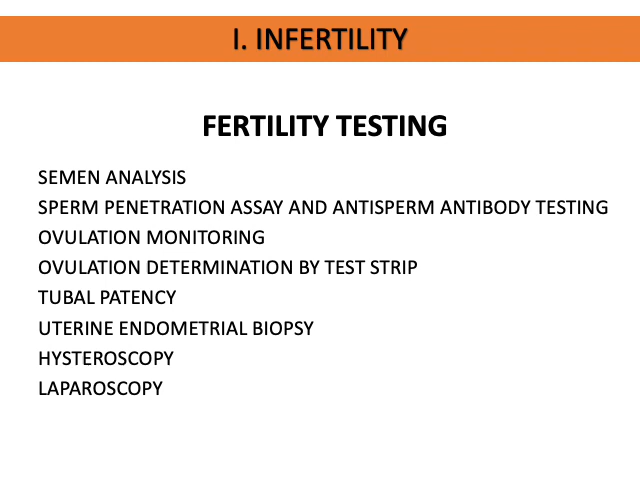 I. INFERTILITY
FERTILITY TESTING
SEMEN ANALYSIS
SPERM PENETRATION ASSAY AND ANTISPERM ANTIBODY TESTING
OVULATION MONITORING
OVULATION DETERMINATION BY TEST STRIP
TUBAL PATENCY
UTERINE ENDOMETRIAL BIOPSY
HYSTEROSCOPY
LAPAROSCOPY